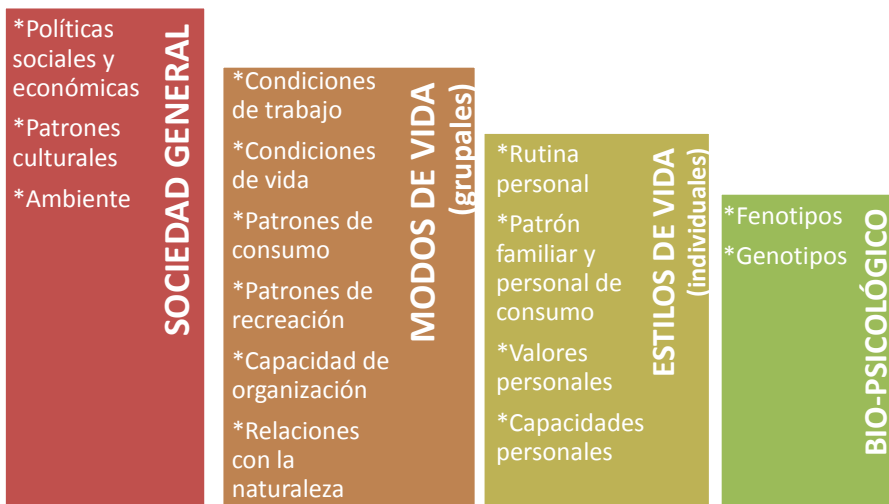 *Políticas
sociales y
económicas
*Patrones
culturales
*Ambiente
SOCIEDAD GENERAL
*Condiciones
de trabajo
*Condiciones
de vida
*Patrones de
consumo
*Patrones de
recreación
*Capacidad de
organización
*Relaciones
con la
naturaleza
MODOS DE VIDA
(grupales)
*Rutina
personal
*Patrón
familiar y
personal de
consumo
*Valores
personales
*Capacidades
personales
ESTILOS DE VIDA
(individuales)
*Fenotipos
*Genotipos
BIO-PSICOLÓGICO